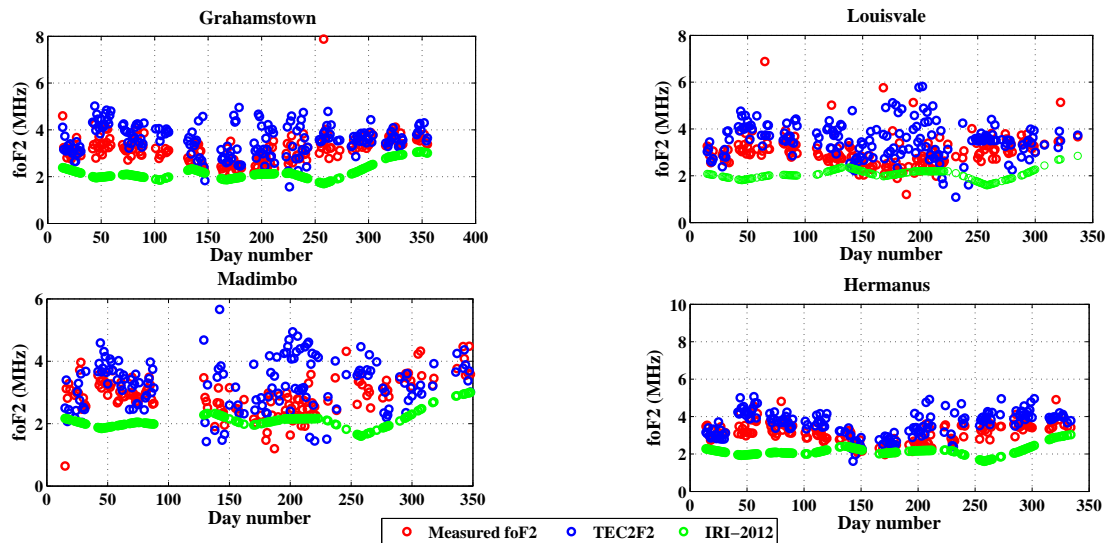 Grahamstown
8
6
4
2
0
foF2 (MHz)
0 50 100 150 200 250 300 350 400
Day number
Louisvale
8
6
4
2
0
foF2 (MHz)
0 50 100 150 200 250 300 350
Day number
Madimbo
6
4
2
0
foF2 (MHz)
0 50 100 150 200 250 300 350
Day number
Hermanus
10
8
6
4
2
0
foF2 (MHz)
0 50 100 150 200 250 300 350
Day number
Measured foF2 TEC2F2 IRI−2012